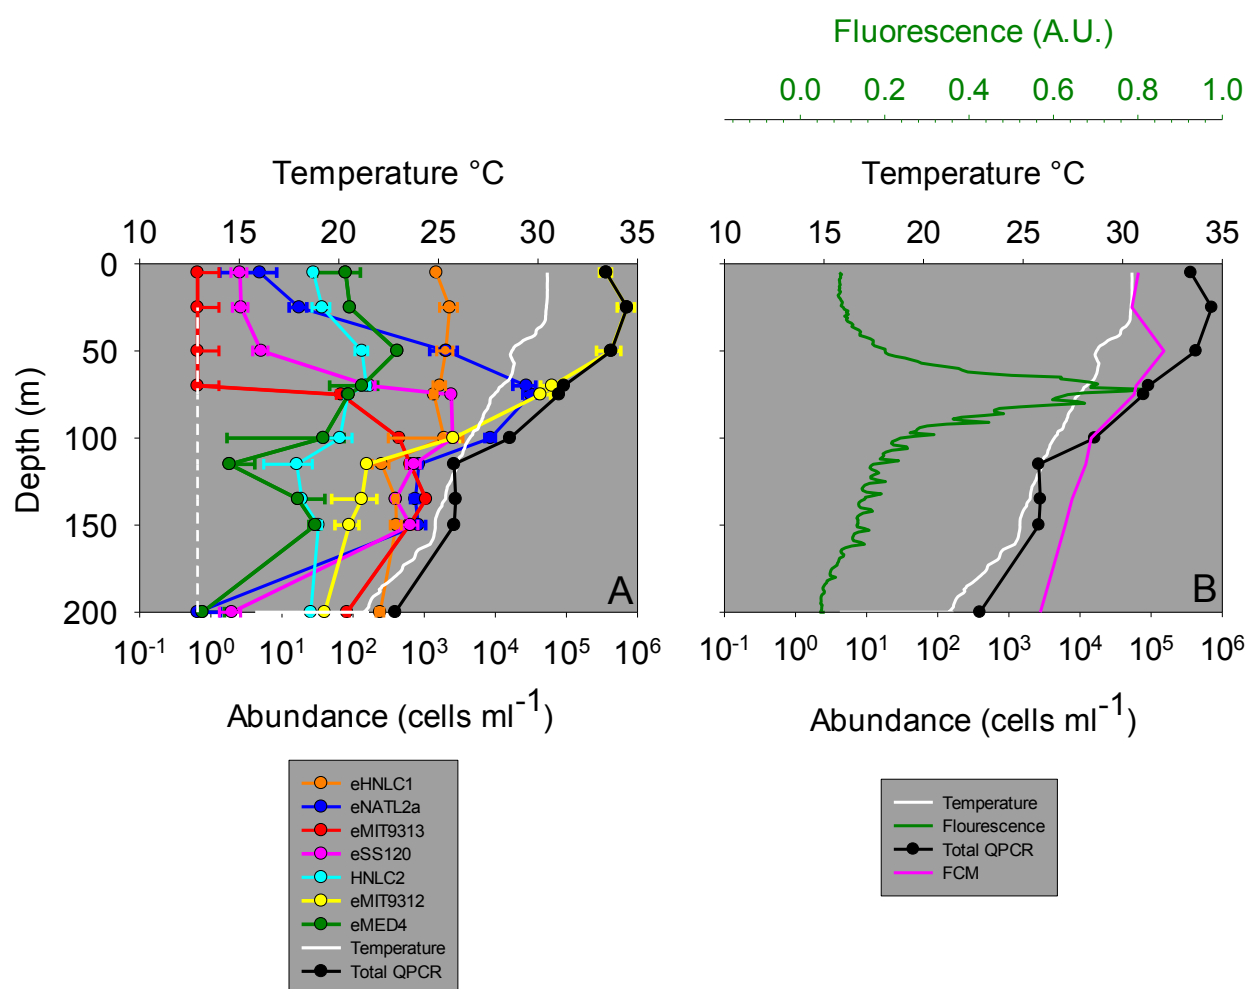 Fluorescence (A.U.)
0.0 0.2 0.4 0.6 0.8 1.0
Temperature °C
Temperature °C
10 15 20 25 30 35
10 15 20 25 30 35
Depth (m)
0
50
100
150
200
A
B
10-1 100 101 102 103 104 105 106
10-1 100 101 102 103 104 105 106
Abundance (cells ml-1)
Abundance (cells ml-1)
eHNLC1
eNATL2a
eMIT9313
eSS120
HNLC2
eMIT9312
eMED4
Temperature
Total QPCR
Temperature
Flourescence
Total QPCR
FCM